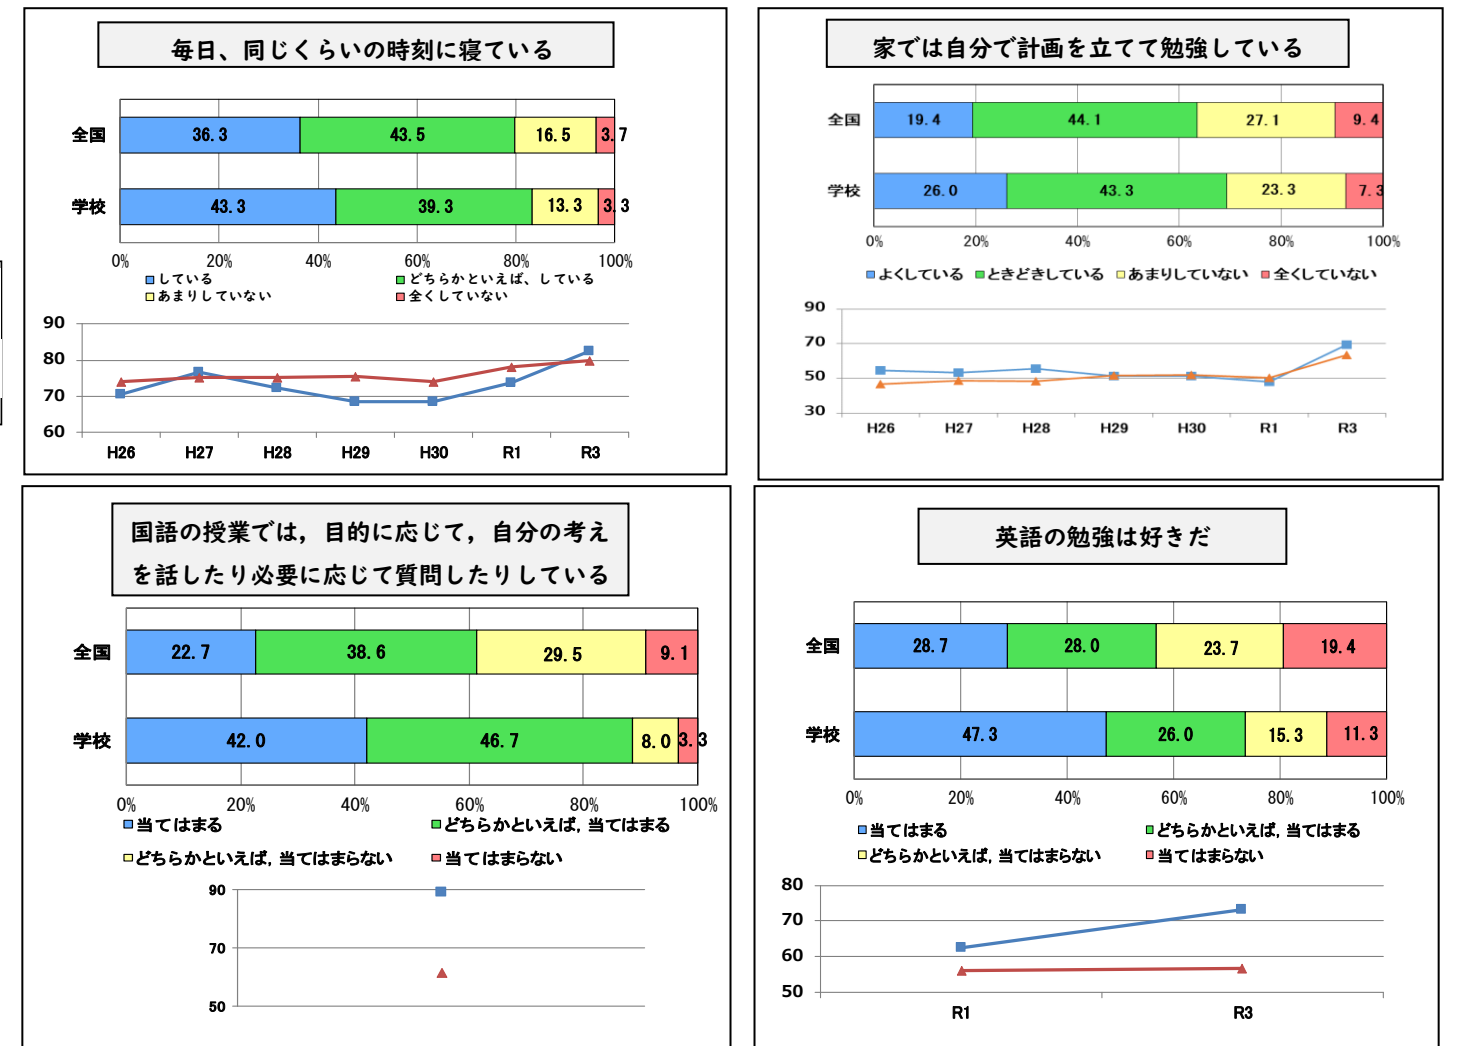 毎日、同じくらいの時刻に寝ている
全国 36.3 43.5 16.5 3.7
学校 43.3 39.3 13.3 3.3
0% 20% 40% 60% 80% 100%
している どちらかといえば、している
あまりしていない 全くしていない
90
80
70
60
H26 H27 H28 H29 H30 R1 R3
家では自分で計画を立てて勉強している
全国 19.4 44.1 27.1 9.4
学校 26.0 43.3 23.3 7.3
0% 20% 40% 60% 80% 100%
よくしている ときどきしている あまりしていない 全くしていない
90
70
50
30
H26 H27 H28 H29 H30 R1 R3
国語の授業では，目的に応じて，自分の考え
を話したり必要に応じて質問したりしている
全国 22.7 38.6 29.5 9.1
学校 42.0 46.7 8.0 3.3
0% 20% 40% 60% 80% 100%
当てはまる どちらかといえば，当てはまる
どちらかといえば，当てはまらない 当てはまらない
90
70
50
英語の勉強は好きだ
全国 28.7 28.0 23.7 19.4
学校 47.3 26.0 15.3 11.3
0% 20% 40% 60% 80% 100%
当てはまる どちらかといえば，当てはまる
どちらかといえば，当てはまらない 当てはまらない
80
70
60
50
R1 R3